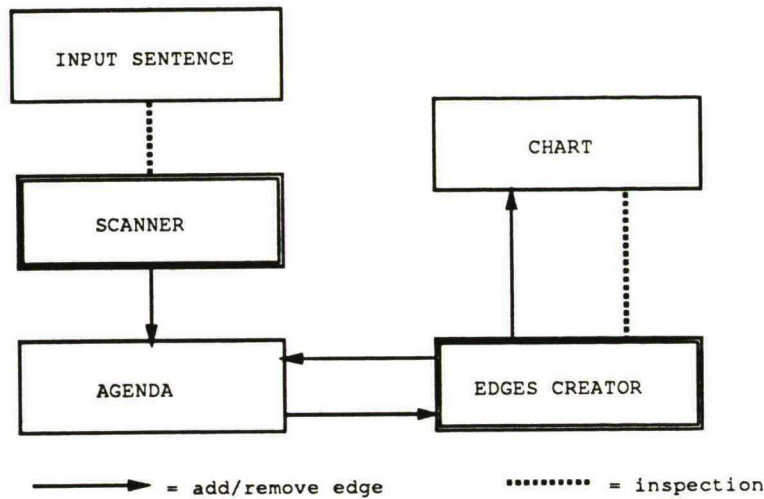 INPUT SENTENCE
CHART
SCANNER
AGENDA
EDGES CREATOR
= add/remove edge
= inspection